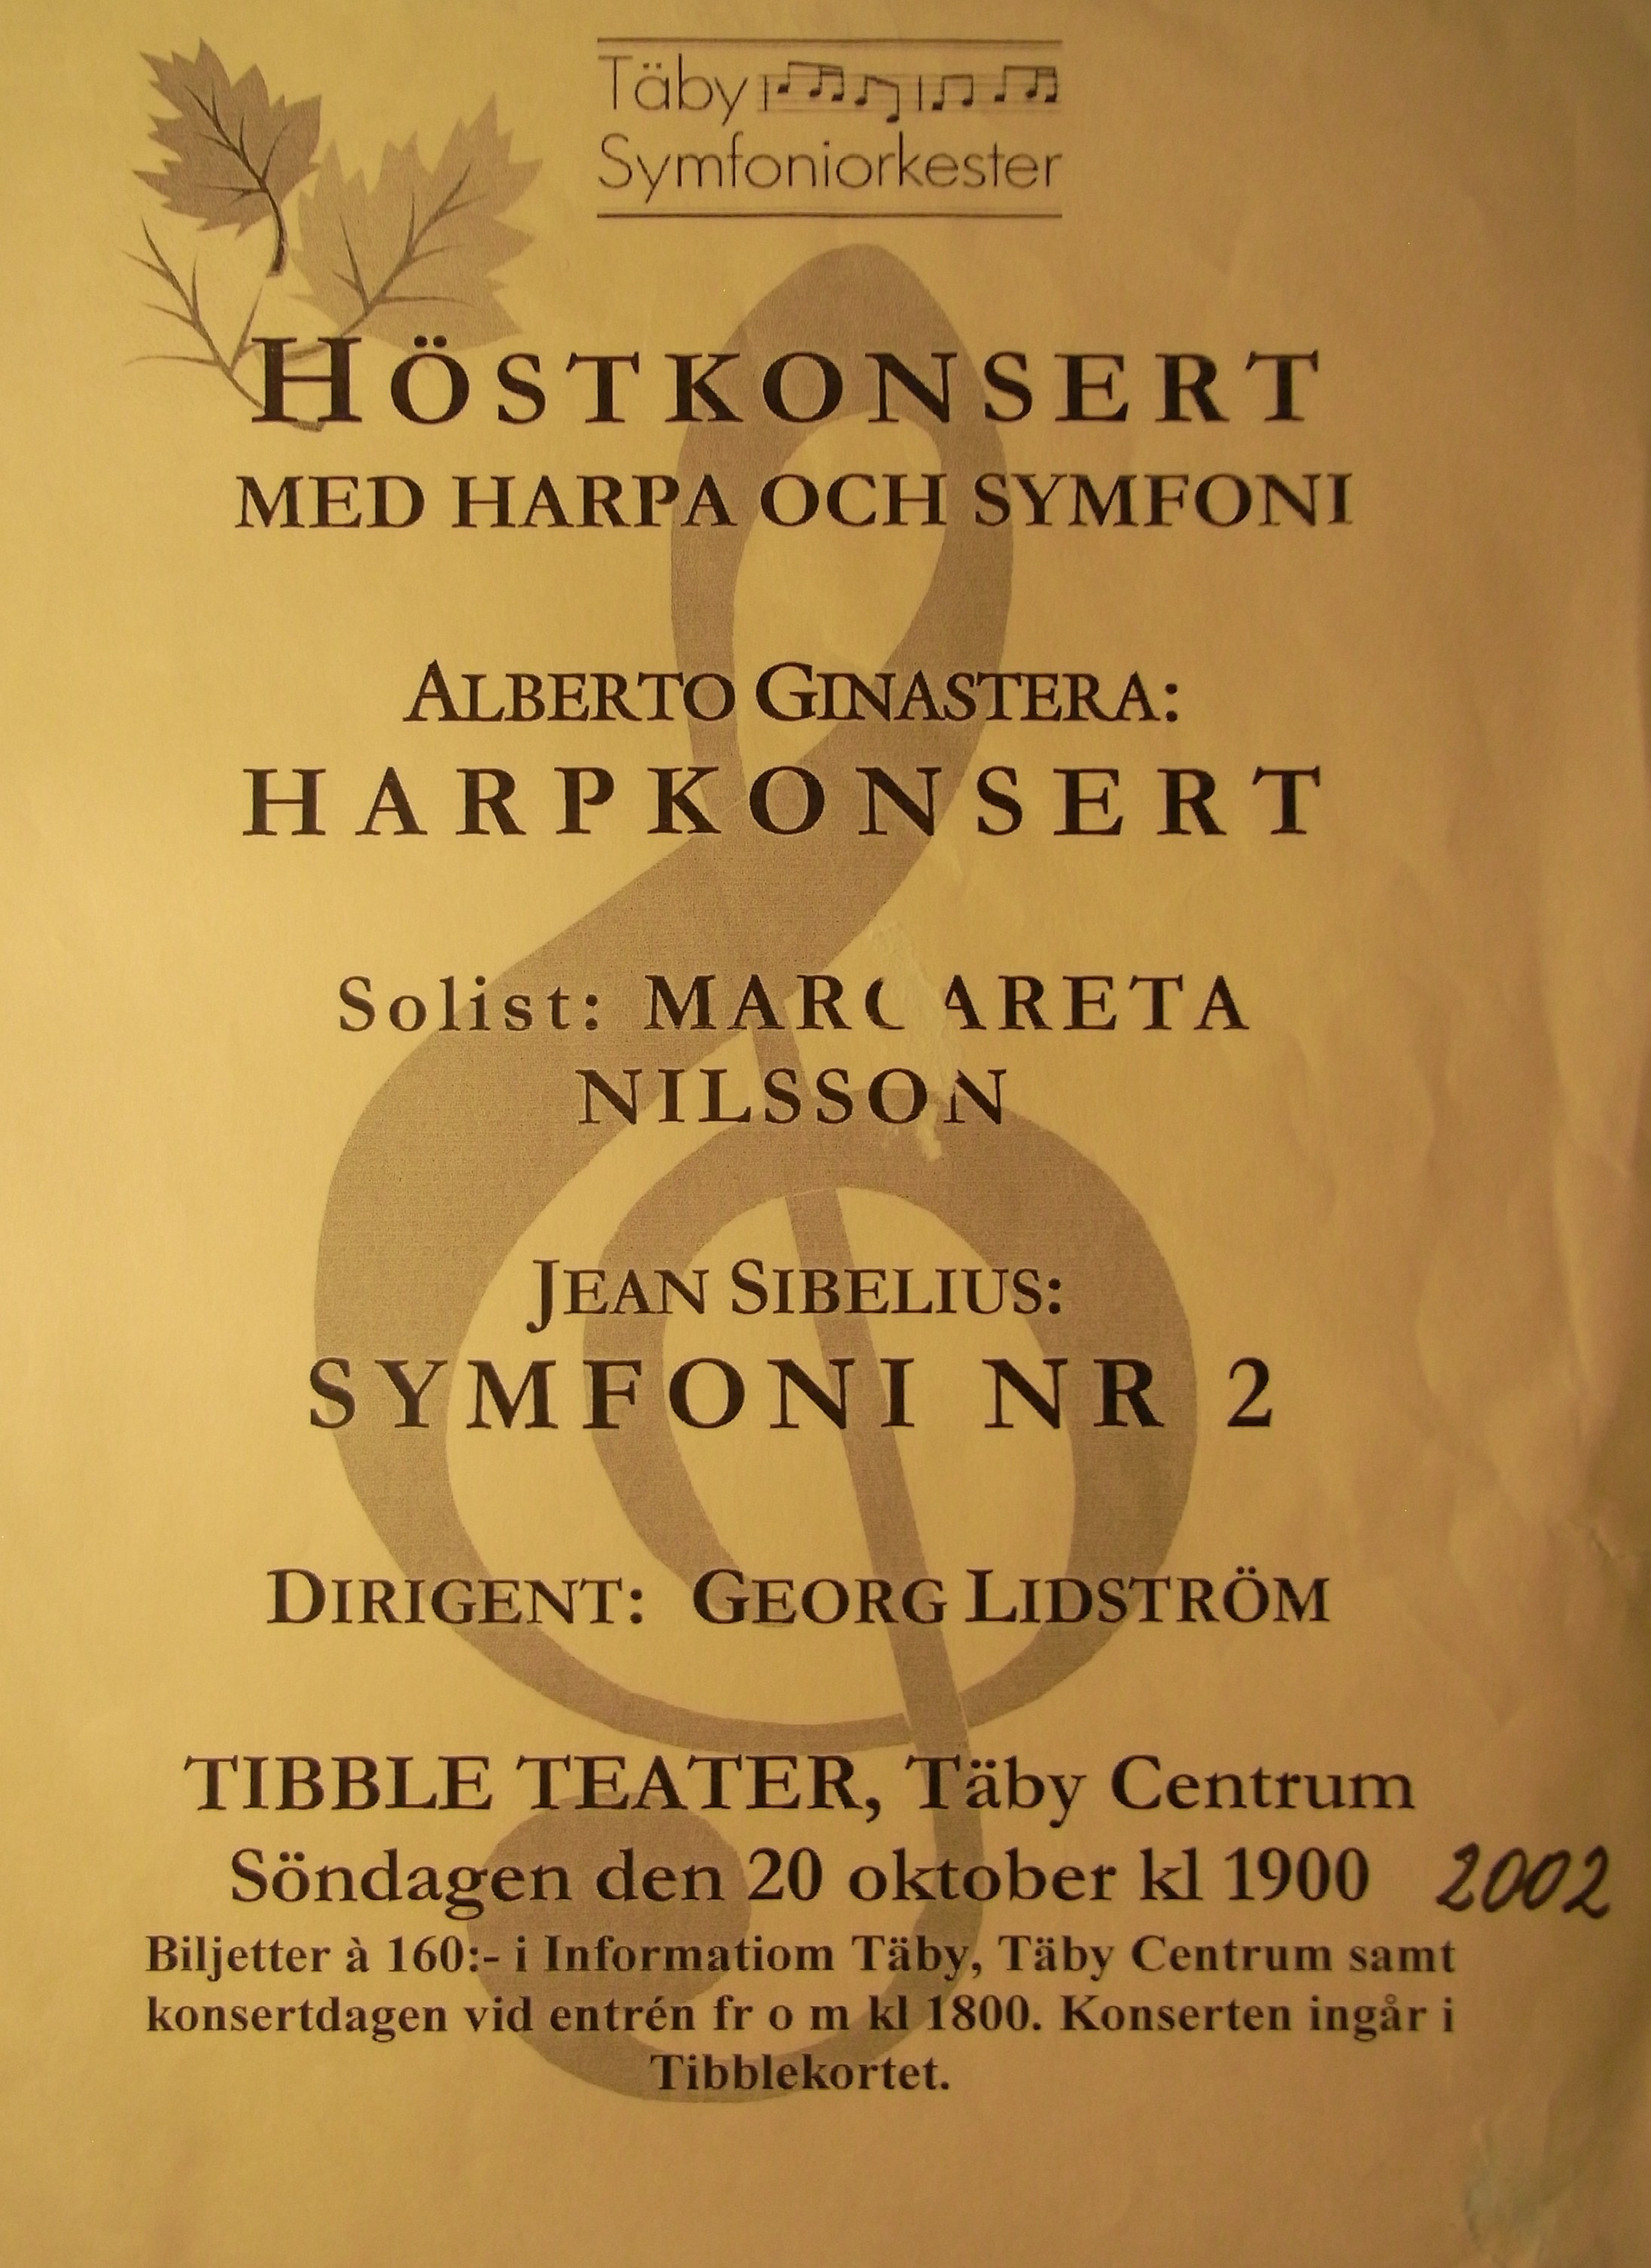 Täby
Symfoniorkester
HÖSTKONSERT
MED HARPA OCH SYMFONI
ALBERTO GINASTERA:
HARPKONSERT
Solist: MARGARETA
NILSSON
JEAN SIBELIUS:
SYMFONI NR 2
DIRIGENT: GEORG LIDSTRÖM
TIBBLE TEATER, Täby Centrum
Söndagen den 20 oktober kl 1900 2002
Biljetter à 160:- i Informatiom Täby, Täby Centrum samt
konsertdagen vid entrén fr o m kl 1800. Konserten ingår i
Tibblekortet.